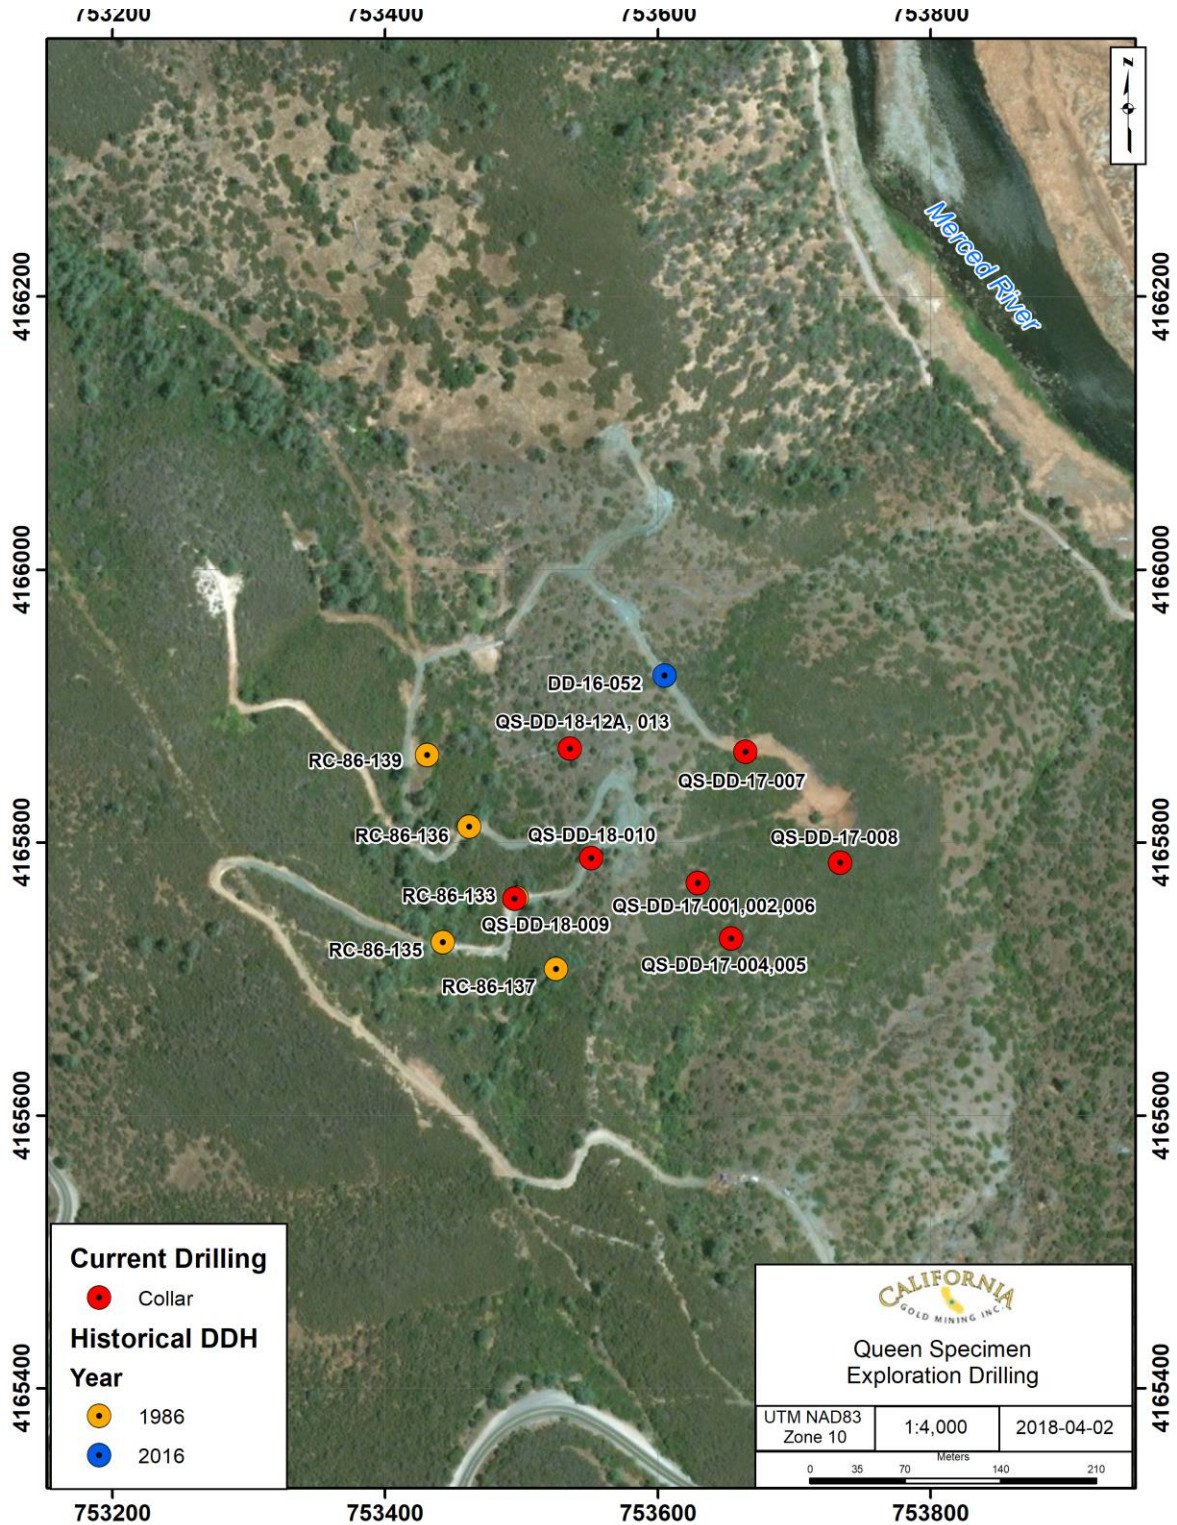 753200 753400 753600 753800
N
Merced River
4166200 4166200
4166000 4166000
DD-16-052
QS-DD-18-12A, 013
RC-86-139
QS-DD-17-007
4165800 4165800
RC-86-136
QS-DD-18-010
QS-DD-17-008
RC-86-133
QS-DD-17-001,002,006
QS-DD-18-009
RC-86-135
QS-DD-17-004,005
RC-86-137
4165600 4165600
4165400 4165400
Current Drilling
Collar
Historical DDH
Year
1986
2016
CALIFORNIA
GOLD MINING INC.
Queen Specimen
Exploration Drilling
UTM NAD83
Zone 10
1:4,000
2018-04-02
Meters
0 35 70 140 210
753200 753400 753600 753800